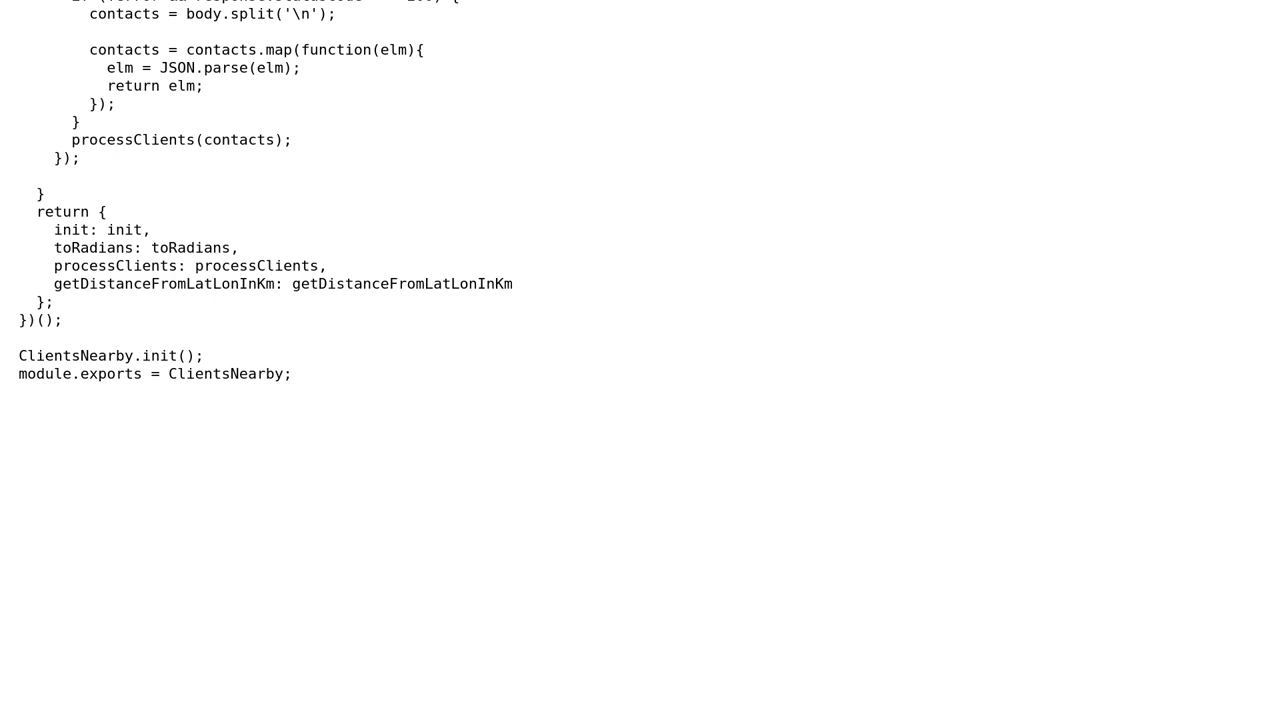 contacts = body.split('\n');
contacts = contacts.map(function(elm){
elm = JSON.parse(elm);
return elm;
});
}
processClients(contacts);
});
}
return {
init: init,
toRadians: toRadians,
processClients: processClients,
getDistanceFromLatLonInKm: getDistanceFromLatLonInKm
};
})();
ClientsNearby.init();
module.exports = ClientsNearby;